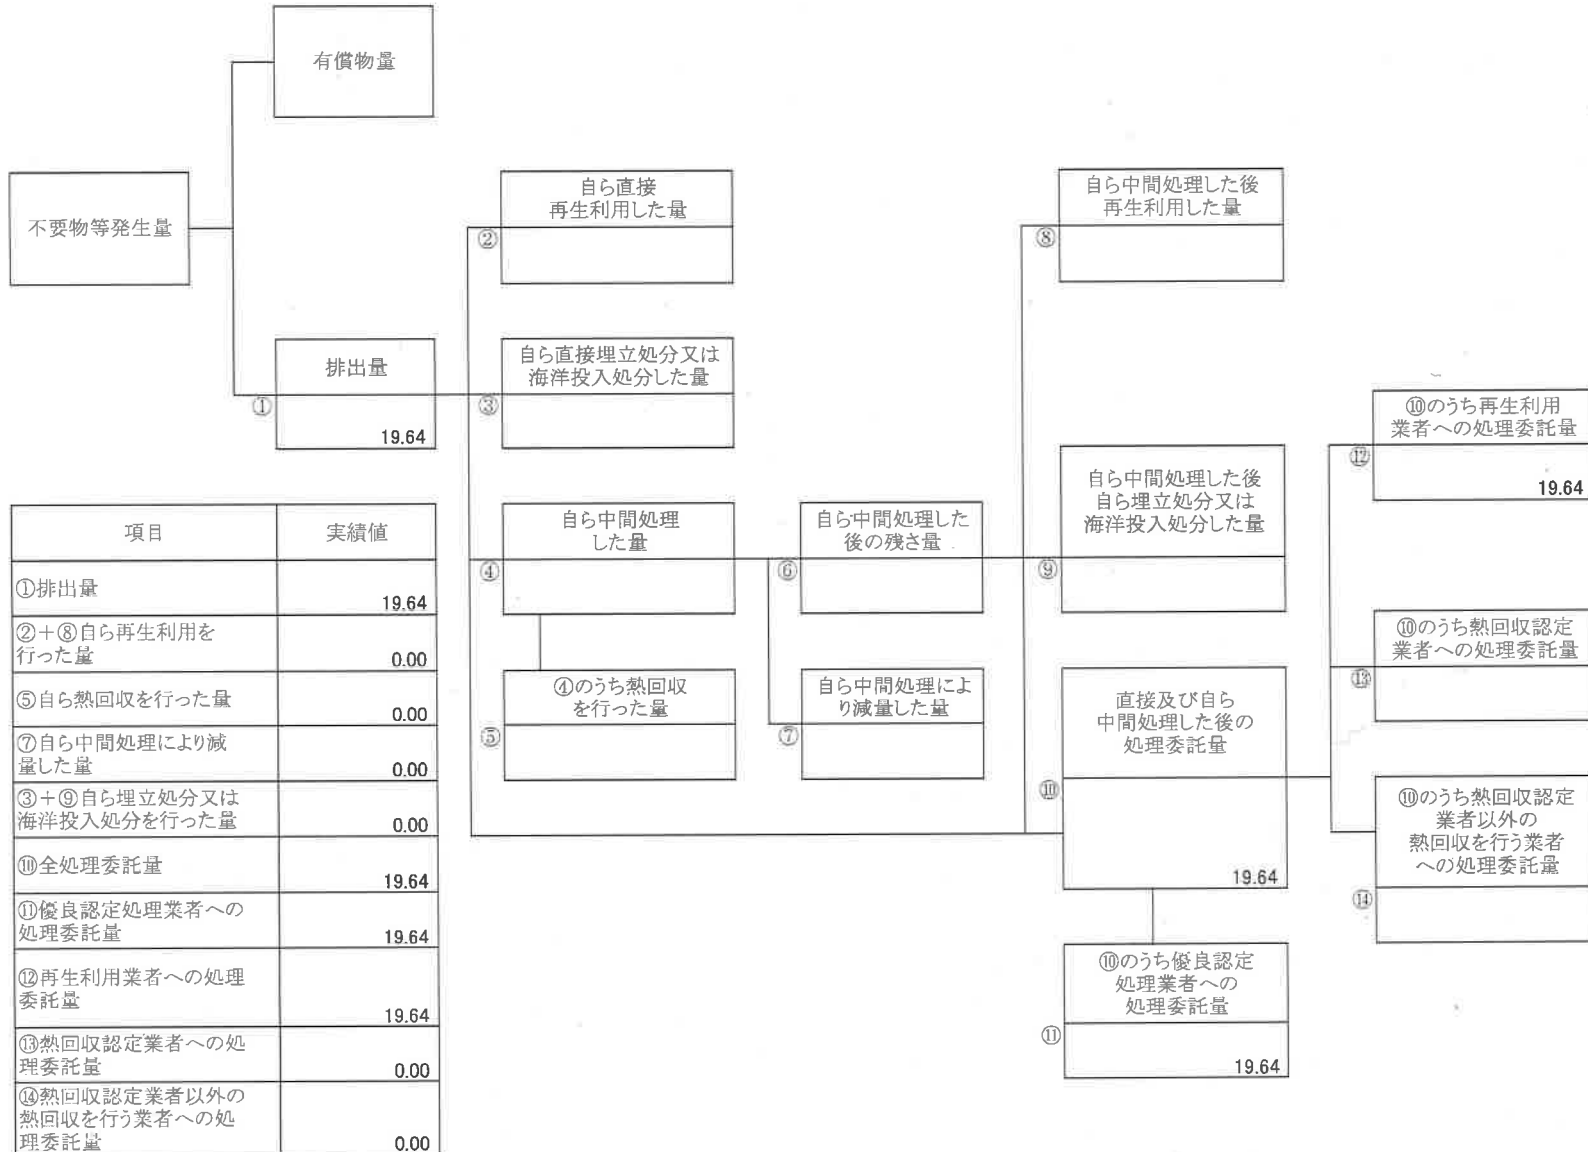 有償物量
不要物等発生量
排出量
①
19.64
自ら直接
再生利用した量
②
自ら直接埋立処分又は
海洋投入処分した量
③
自ら中間処理
した量
④
④のうち熱回収
を行った量
⑤
自ら中間処理した
後の残さ量
⑥
自ら中間処理によ
り減量した量
⑦
自ら中間処理した後
再生利用した量
⑧
自ら中間処理した後
自ら埋立処分又は
海洋投入処分した量
⑨
直接及び自ら
中間処理した後の
処理委託量
⑩
19.64
⑩のうち優良認定
処理業者への
処理委託量
⑪
19.64
⑩のうち再生利用
業者への処理委託量
⑫
19.64
⑩のうち熱回収認定
業者への処理委託量
⑬
⑩のうち熱回収認定
業者以外の
熱回収を行う業者
への処理委託量
⑭
項目 実績値
①排出量
19.64
②+⑧自ら再生利用を
行った量
0.00
⑤自ら熱回収を行った量
0.00
⑦自ら中間処理により減
量した量
0.00
③+⑨自ら埋立処分又は
海洋投入処分を行った量
0.00
⑩全処理委託量
19.64
⑪優良認定処理業者への
処理委託量
19.64
⑫再生利用業者への処理
委託量
19.64
⑬熱回収認定業者への処
理委託量
0.00
⑭熱回収認定業者以外の
熱回収を行う業者への処
理委託量
0.00